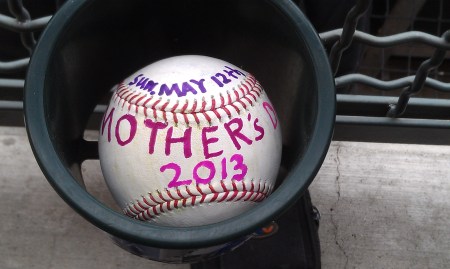 SUN, MAY 12th
MOTHER'S D
2013